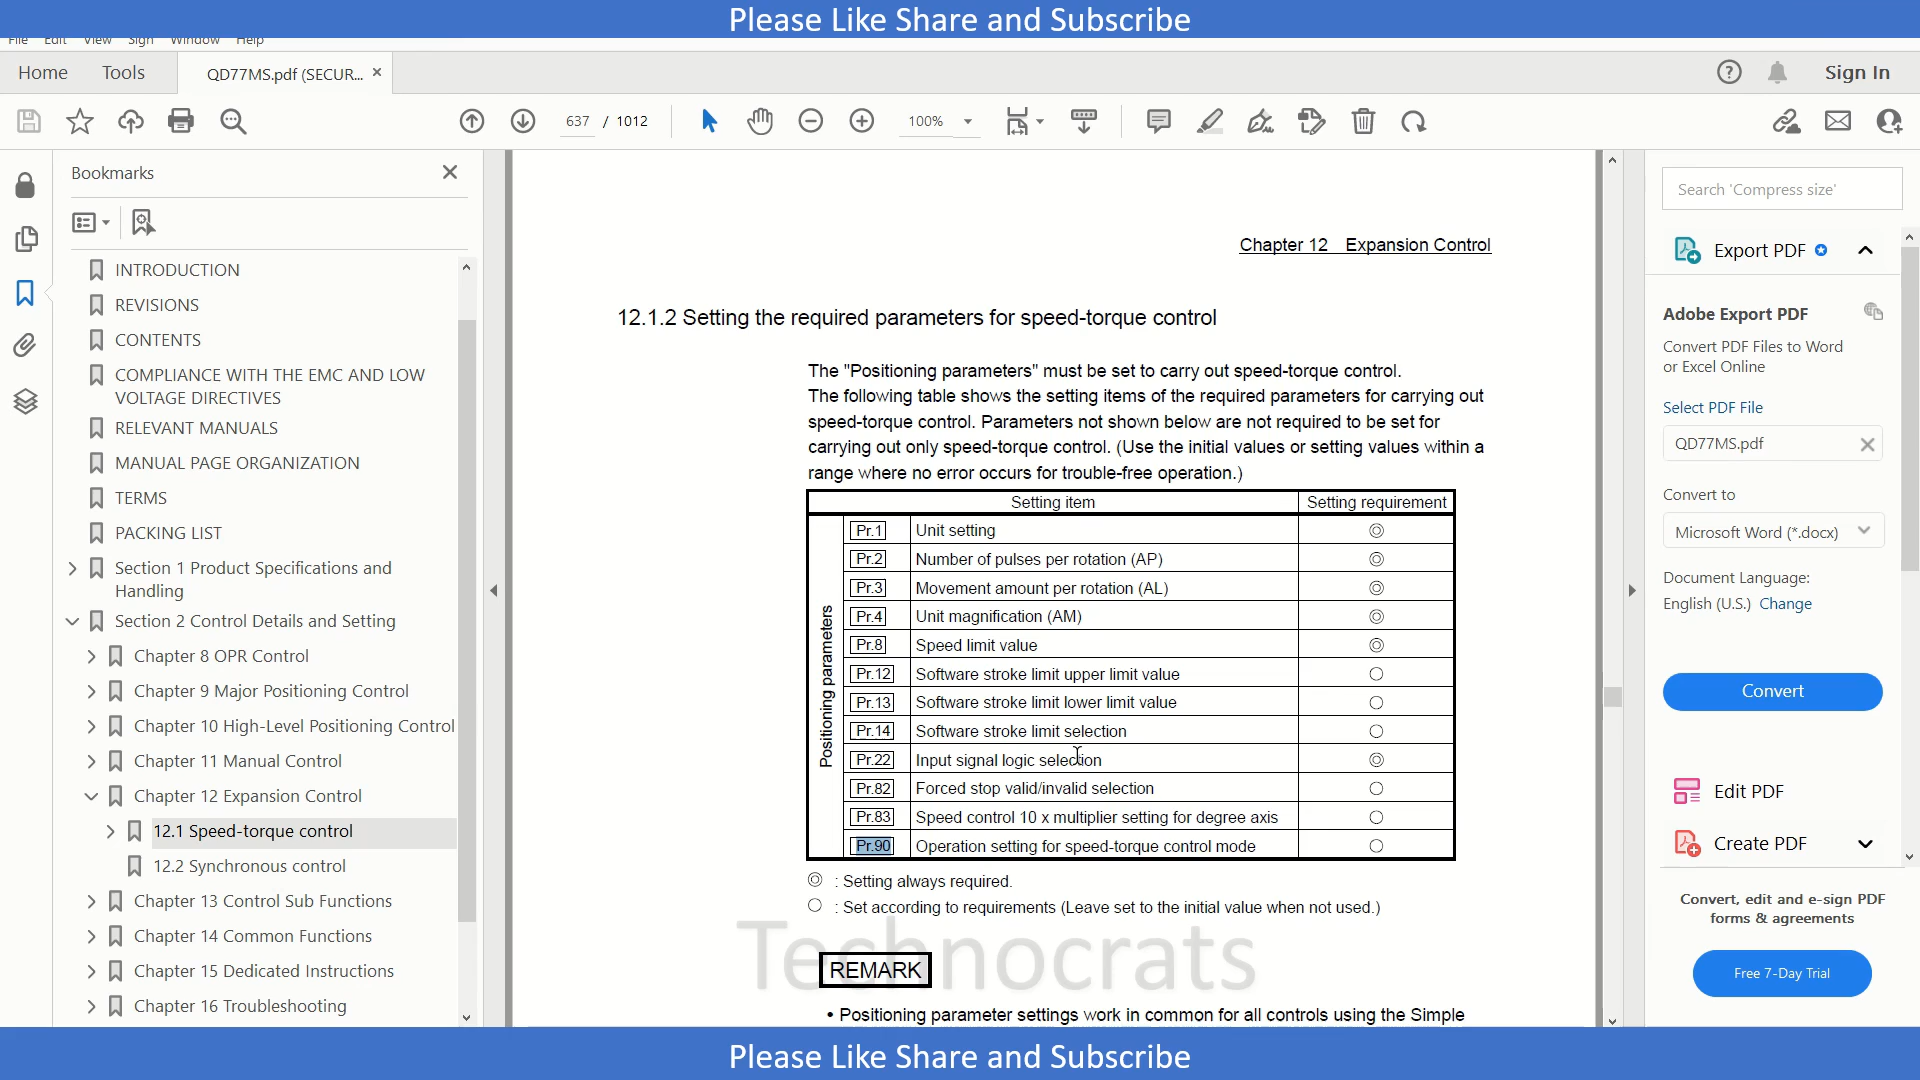 Please Like Share and Subscribe
File Edit View Sign Window Help
Home Tools QD77MS.pdf (SECUR... × Sign In
637 / 1012 100%
Bookmarks
INTRODUCTION
REVISIONS
CONTENTS
COMPLIANCE WITH THE EMC AND LOW
VOLTAGE DIRECTIVES
RELEVANT MANUALS
MANUAL PAGE ORGANIZATION
TERMS
PACKING LIST
Section 1 Product Specifications and
Handling
Section 2 Control Details and Setting
Chapter 8 OPR Control
Chapter 9 Major Positioning Control
Chapter 10 High-Level Positioning Control
Chapter 11 Manual Control
Chapter 12 Expansion Control
12.1 Speed-torque control
12.2 Synchronous control
Chapter 13 Control Sub Functions
Chapter 14 Common Functions
Chapter 15 Dedicated Instructions
Chapter 16 Troubleshooting
Chapter 12 Expansion Control
12.1.2 Setting the required parameters for speed-torque control
The "Positioning parameters" must be set to carry out speed-torque control.
The following table shows the setting items of the required parameters for carrying out
speed-torque control. Parameters not shown below are not required to be set for
carrying out only speed-torque control. (Use the initial values or setting values within a
range where no error occurs for trouble-free operation.)
Setting item Setting requirement
Positioning parameters
Pr.1 Unit setting ◎
Pr.2 Number of pulses per rotation (AP) ◎
Pr.3 Movement amount per rotation (AL) ◎
Pr.4 Unit magnification (AM) ◎
Pr.8 Speed limit value ◎
Pr.12 Software stroke limit upper limit value ○
Pr.13 Software stroke limit lower limit value ○
Pr.14 Software stroke limit selection ○
Pr.22 Input signal logic selection ◎
Pr.82 Forced stop valid/invalid selection ○
Pr.83 Speed control 10 x multiplier setting for degree axis ○
Pr.90 Operation setting for speed-torque control mode ○
◎ : Setting always required.
○ : Set according to requirements (Leave set to the initial value when not used.)
Technocrats
REMARK
• Positioning parameter settings work in common for all controls using the Simple
Search 'Compress size'
Export PDF
Adobe Export PDF
Convert PDF Files to Word
or Excel Online
Select PDF File
QD77MS.pdf
Convert to
Microsoft Word (*.docx)
Document Language:
English (U.S.) Change
Convert
Edit PDF
Create PDF
Convert, edit and e-sign PDF
forms & agreements
Free 7-Day Trial
Please Like Share and Subscribe